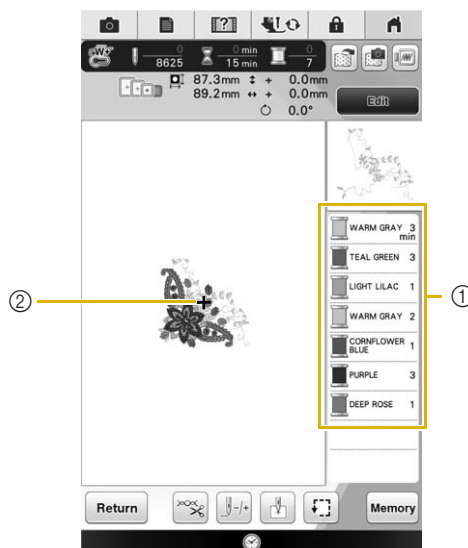 ?
W+
0
8625
0 min
15 min
0
7
87.3mm ↕ + 0.0mm
89.2mm ↔ + 0.0mm
0.0°
Edit
WARM GRAY 3
min
TEAL GREEN 3
LIGHT LILAC 1
WARM GRAY 2
CORNFLOWER
BLUE 1
PURPLE 3
DEEP ROSE 1
①
②
-/+
Return
Memory